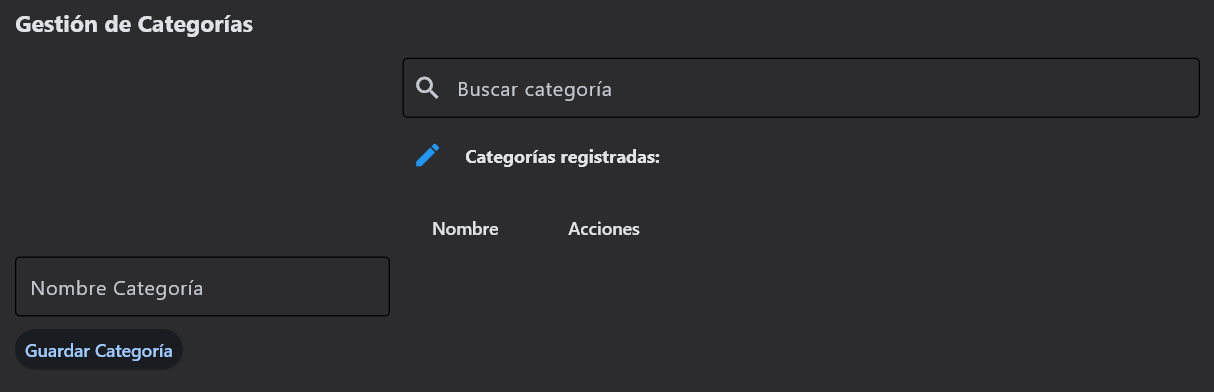 Gestión de Categorías
Buscar categoría
Categorías registradas:
Nombre Acciones
Nombre Categoría
Guardar Categoría